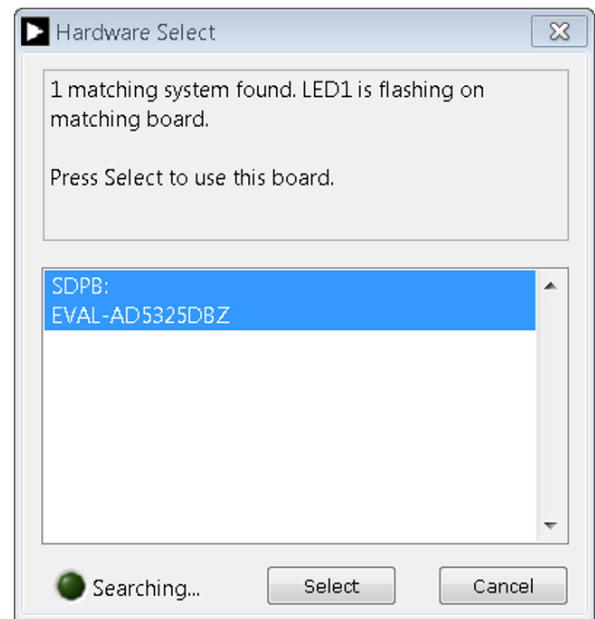 Hardware Select
1 matching system found. LED1 is flashing on
matching board.
Press Select to use this board.
SDPB:
EVAL-AD5325DBZ
Searching...
Select
Cancel